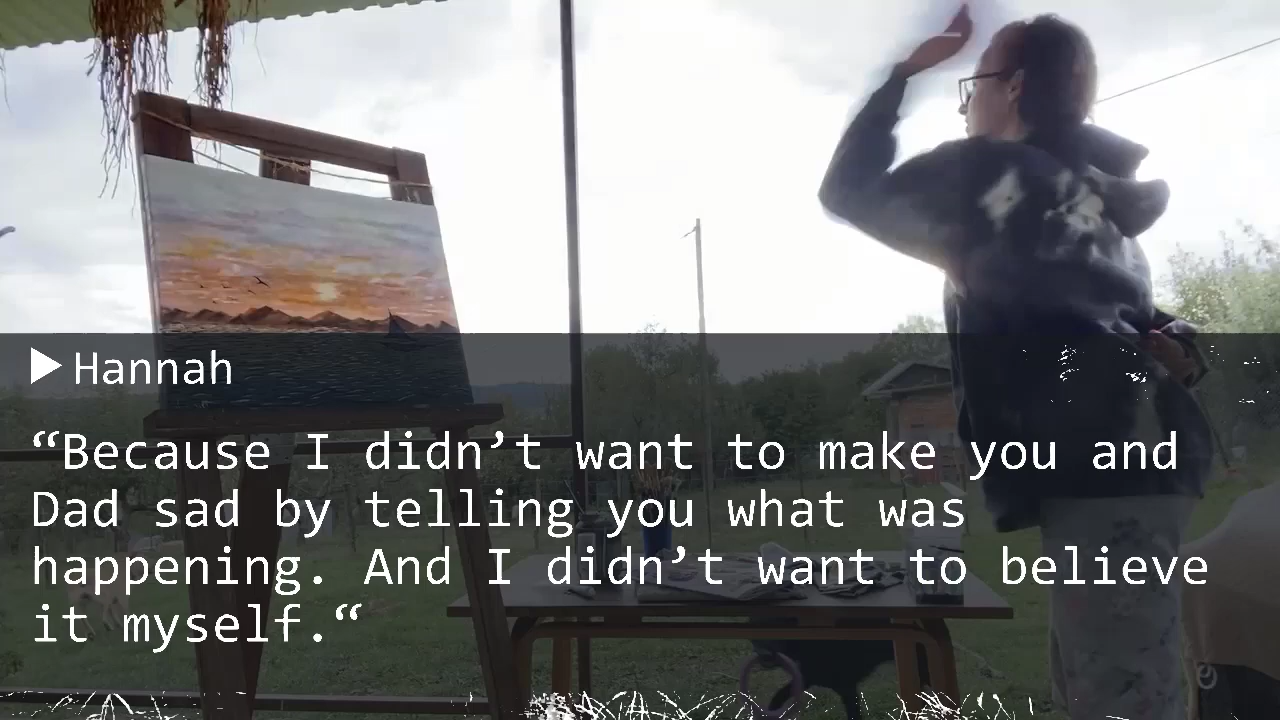 Hannah
“Because I didn’t want to make you and
Dad sad by telling you what was
happening. And I didn’t want to believe
it myself.“